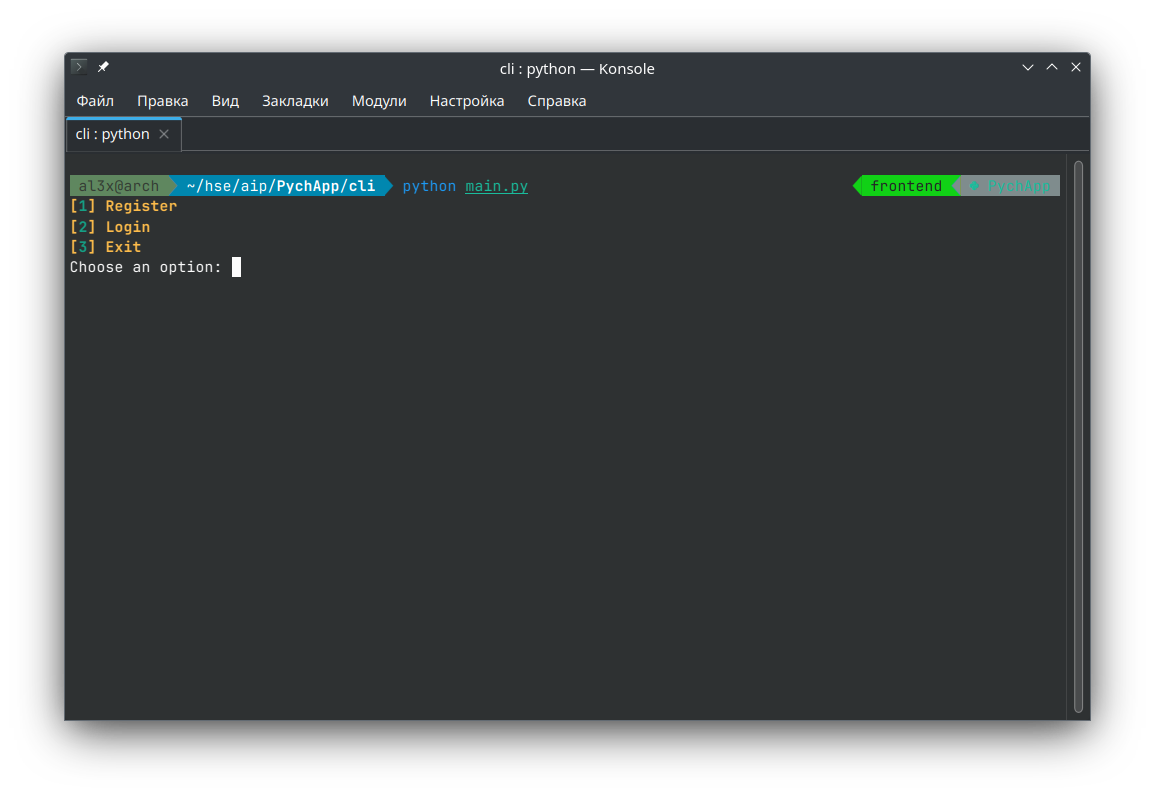 cli : python — Konsole
Файл Правка Вид Закладки Модули Настройка Справка
cli : python
al3x@arch ~/hse/aip/PychApp/cli python main.py frontend PychApp
[1] Register
[2] Login
[3] Exit
Choose an option: